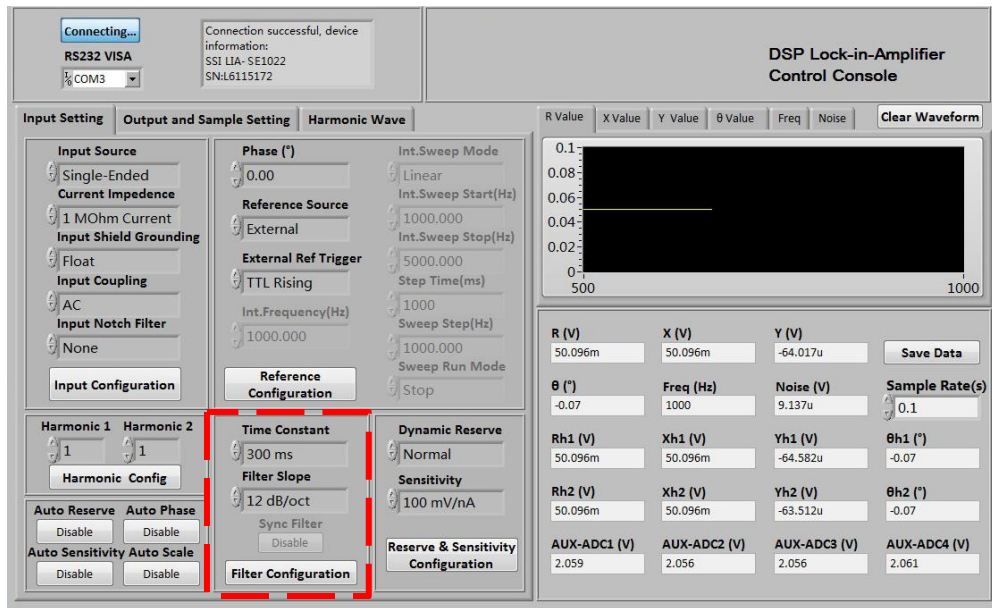 Connecting...
RS232 VISA
COM3
Connection successful, device
information:
SSI LIA- SE1022
SN:L6115172
DSP Lock-in-Amplifier
Control Console
Input Setting
Output and Sample Setting
Harmonic Wave
Input Source
Single-Ended
Current Impedence
1 MOhm Current
Input Shield Grounding
Float
Input Coupling
AC
Input Notch Filter
None
Input Configuration
Phase (°)
0.00
Reference Source
External
External Ref Trigger
TTL Rising
Int.Frequency(Hz)
1000.000
Reference
Configuration
Int.Sweep Mode
Linear
Int.Sweep Start(Hz)
1000.000
Int.Sweep Stop(Hz)
5000.000
Step Time(ms)
1000
Sweep Step(Hz)
1000.000
Sweep Run Mode
Stop
Harmonic 1 Harmonic 2
1 1
Harmonic Config
Auto Reserve Auto Phase
Disable Disable
Auto Sensitivity Auto Scale
Disable Disable
Time Constant
300 ms
Filter Slope
12 dB/oct
Sync Filter
Disable
Filter Configuration
Dynamic Reserve
Normal
Sensitivity
100 mV/nA
Reserve & Sensitivity
Configuration
R Value X Value Y Value θ Value Freq Noise Clear Waveform
0.1
0.08
0.06
0.04
0.02
0
500 1000
R (V) X (V) Y (V)
50.096m 50.096m -64.017u Save Data
θ (°) Freq (Hz) Noise (V) Sample Rate(s)
-0.07 1000 9.137u 0.1
Rh1 (V) Xh1 (V) Yh1 (V) θh1 (°)
50.096m 50.096m -64.582u -0.07
Rh2 (V) Xh2 (V) Yh2 (V) θh2 (°)
50.096m 50.096m -63.512u -0.07
AUX-ADC1 (V) AUX-ADC2 (V) AUX-ADC3 (V) AUX-ADC4 (V)
2.059 2.056 2.056 2.061